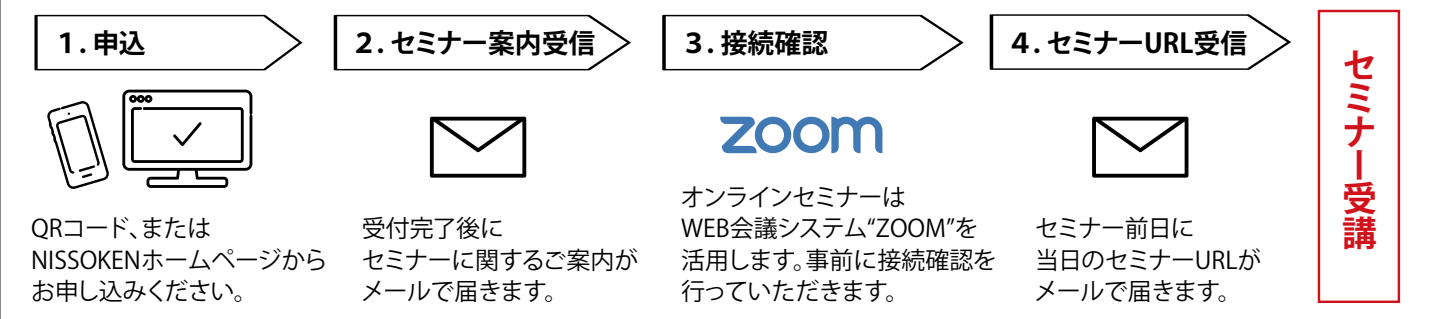 1. 申込
QRコード、または
NISSOKENホームページから
お申し込みください。
2. セミナー案内受信
受付完了後に
セミナーに関するご案内が
メールで届きます。
3. 接続確認
zoom
オンラインセミナーは
WEB会議システム“ZOOM”を
活用します。事前に接続確認を
行っていただきます。
4. セミナーURL受信
セミナー前日に
当日のセミナーURLが
メールで届きます。
セミナー受講